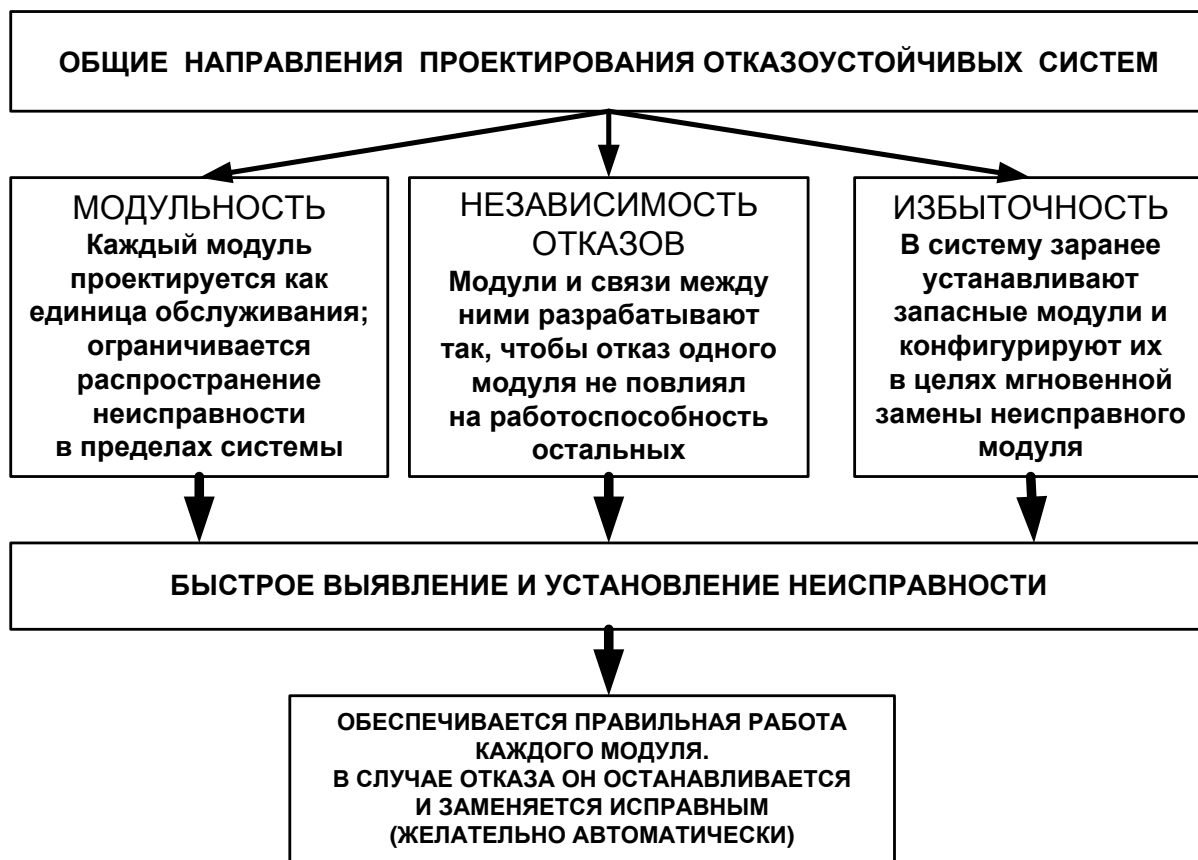 ОБЩИЕ НАПРАВЛЕНИЯ ПРОЕКТИРОВАНИЯ ОТКАЗОУСТОЙЧИВЫХ СИСТЕМ
МОДУЛЬНОСТЬ
Каждый модуль
проектируется как
единица обслуживания;
ограничивается
распространение
неисправности
в пределах системы
НЕЗАВИСИМОСТЬ
ОТКАЗОВ
Модули и связи между
ними разрабатывают
так, чтобы отказ одного
модуля не повлиял
на работоспособность
остальных
ИЗБЫТОЧНОСТЬ
В систему заранее
устанавливают
запасные модули и
конфигурируют их
в целях мгновенной
замены неисправного
модуля
БЫСТРОЕ ВЫЯВЛЕНИЕ И УСТАНОВЛЕНИЕ НЕИСПРАВНОСТИ
ОБЕСПЕЧИВАЕТСЯ ПРАВИЛЬНАЯ РАБОТА
КАЖДОГО МОДУЛЯ.
В СЛУЧАЕ ОТКАЗА ОН ОСТАНАВЛИВАЕТСЯ
И ЗАМЕНЯЕТСЯ ИСПРАВНЫМ
(ЖЕЛАТЕЛЬНО АВТОМАТИЧЕСКИ)